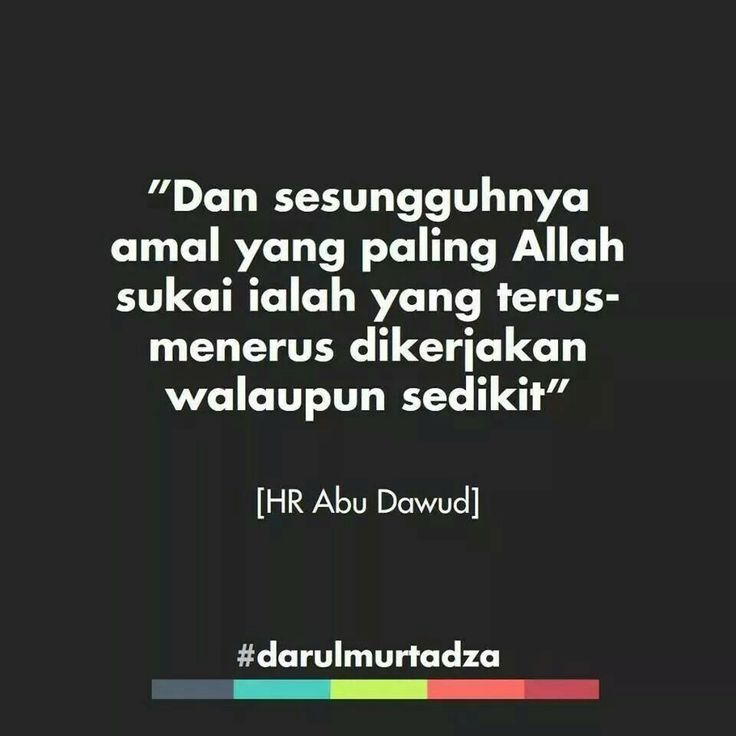 "Dan sesungguhnya
amal yang paling Allah
sukai ialah yang terus-
menerus dikerjakan
walaupun sedikit"
[HR Abu Dawud]
#darulmurtadza